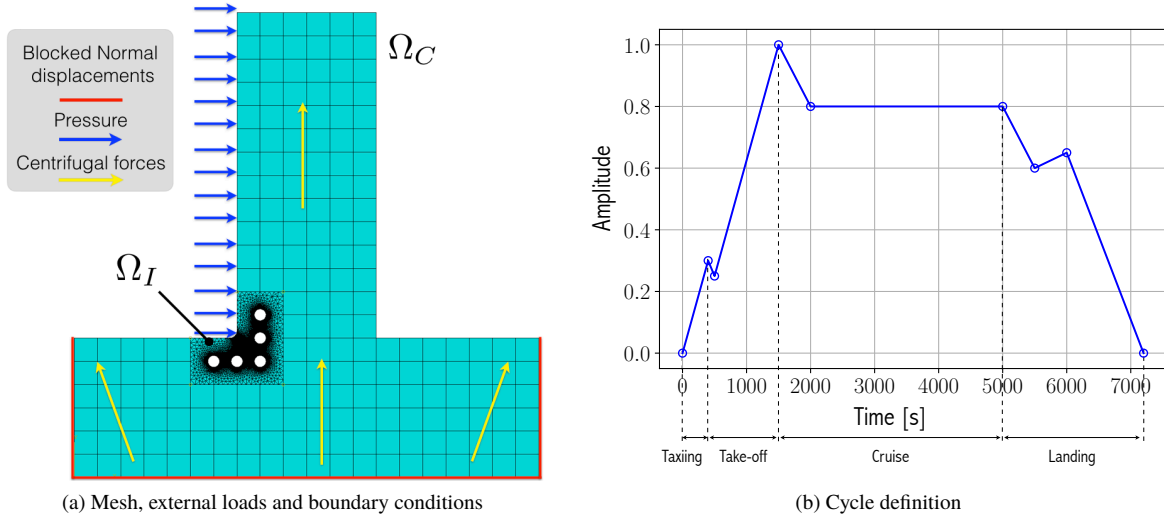 Blocked Normal
displacements
Pressure
Centrifugal forces
Ω_C
Ω_I
(a) Mesh, external loads and boundary conditions
Amplitude
1.0
0.8
0.6
0.4
0.2
0.0
0 1000 2000 3000 4000 5000 6000 7000
Time [s]
Taxiing Take-off Cruise Landing
(b) Cycle definition